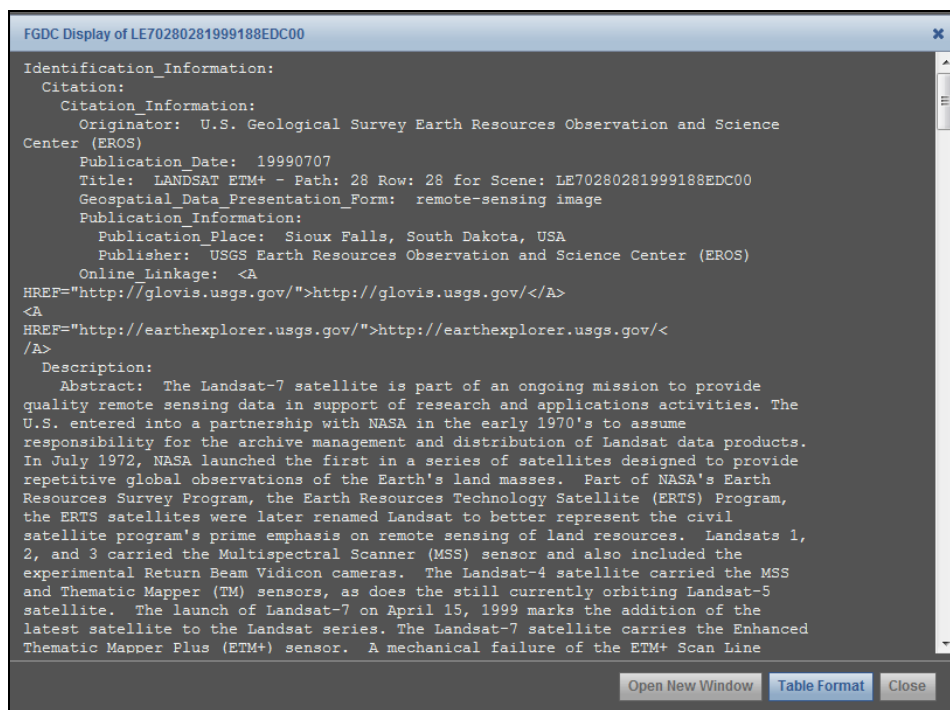 FGDC Display of LE70280281999188EDC00
Identification_Information:
Citation:
Citation_Information:
Originator: U.S. Geological Survey Earth Resources Observation and Science
Center (EROS)
Publication_Date: 19990707
Title: LANDSAT ETM+ - Path: 28 Row: 28 for Scene: LE70280281999188EDC00
Geospatial_Data_Presentation_Form: remote-sensing image
Publication_Information:
Publication_Place: Sioux Falls, South Dakota, USA
Publisher: USGS Earth Resources Observation and Science Center (EROS)
Online_Linkage: <A
HREF="http://glovis.usgs.gov/">http://glovis.usgs.gov/</A>
<A
HREF="http://earthexplorer.usgs.gov/">http://earthexplorer.usgs.gov/<
/A>
Description:
Abstract: The Landsat-7 satellite is part of an ongoing mission to provide
quality remote sensing data in support of research and applications activities. The
U.S. entered into a partnership with NASA in the early 1970's to assume
responsibility for the archive management and distribution of Landsat data products.
In July 1972, NASA launched the first in a series of satellites designed to provide
repetitive global observations of the Earth's land masses. Part of NASA's Earth
Resources Survey Program, the Earth Resources Technology Satellite (ERTS) Program,
the ERTS satellites were later renamed Landsat to better represent the civil
satellite program's prime emphasis on remote sensing of land resources. Landsats 1,
2, and 3 carried the Multispectral Scanner (MSS) sensor and also included the
experimental Return Beam Vidicon cameras. The Landsat-4 satellite carried the MSS
and Thematic Mapper (TM) sensors, as does the still currently orbiting Landsat-5
satellite. The launch of Landsat-7 on April 15, 1999 marks the addition of the
latest satellite to the Landsat series. The Landsat-7 satellite carries the Enhanced
Thematic Mapper Plus (ETM+) sensor. A mechanical failure of the ETM+ Scan Line
Open New Window Table Format Close